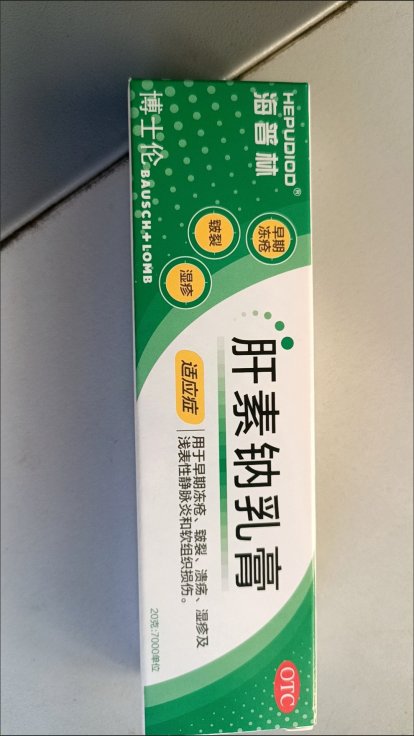 HEPUDIOD®
海普林
博士伦
BAUSCH+LOMB
早期
冻疮
皲裂
湿疹
肝素钠乳膏
适应症
用于早期冻疮、皲裂、溃疡、湿疹及
浅表性静脉炎和软组织损伤。
20克:7000单位
OTC